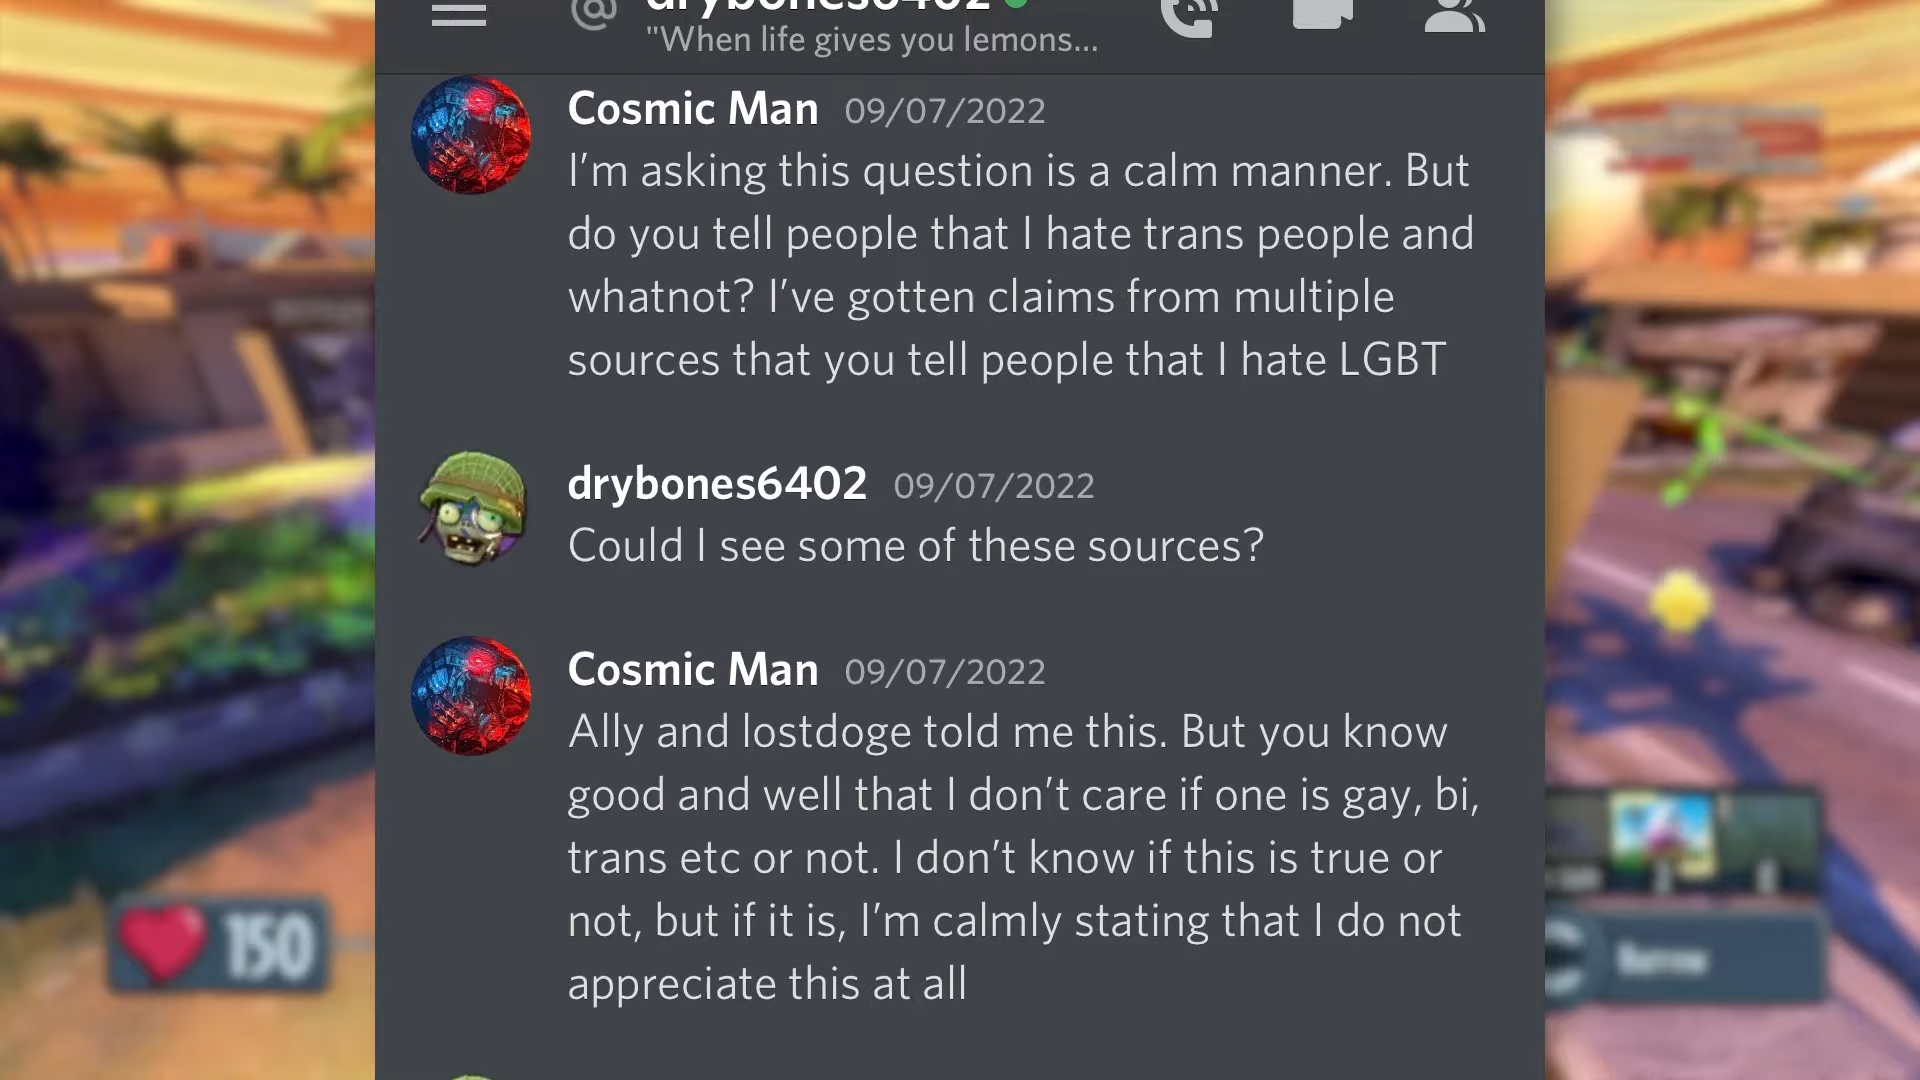 drybones6402
"When life gives you lemons...
Cosmic Man 09/07/2022
I'm asking this question is a calm manner. But
do you tell people that I hate trans people and
whatnot? I've gotten claims from multiple
sources that you tell people that I hate LGBT
drybones6402 09/07/2022
Could I see some of these sources?
Cosmic Man 09/07/2022
Ally and lostdoge told me this. But you know
good and well that I don't care if one is gay, bi,
trans etc or not. I don't know if this is true or
not, but if it is, I'm calmly stating that I do not
appreciate this at all
150
Burrow